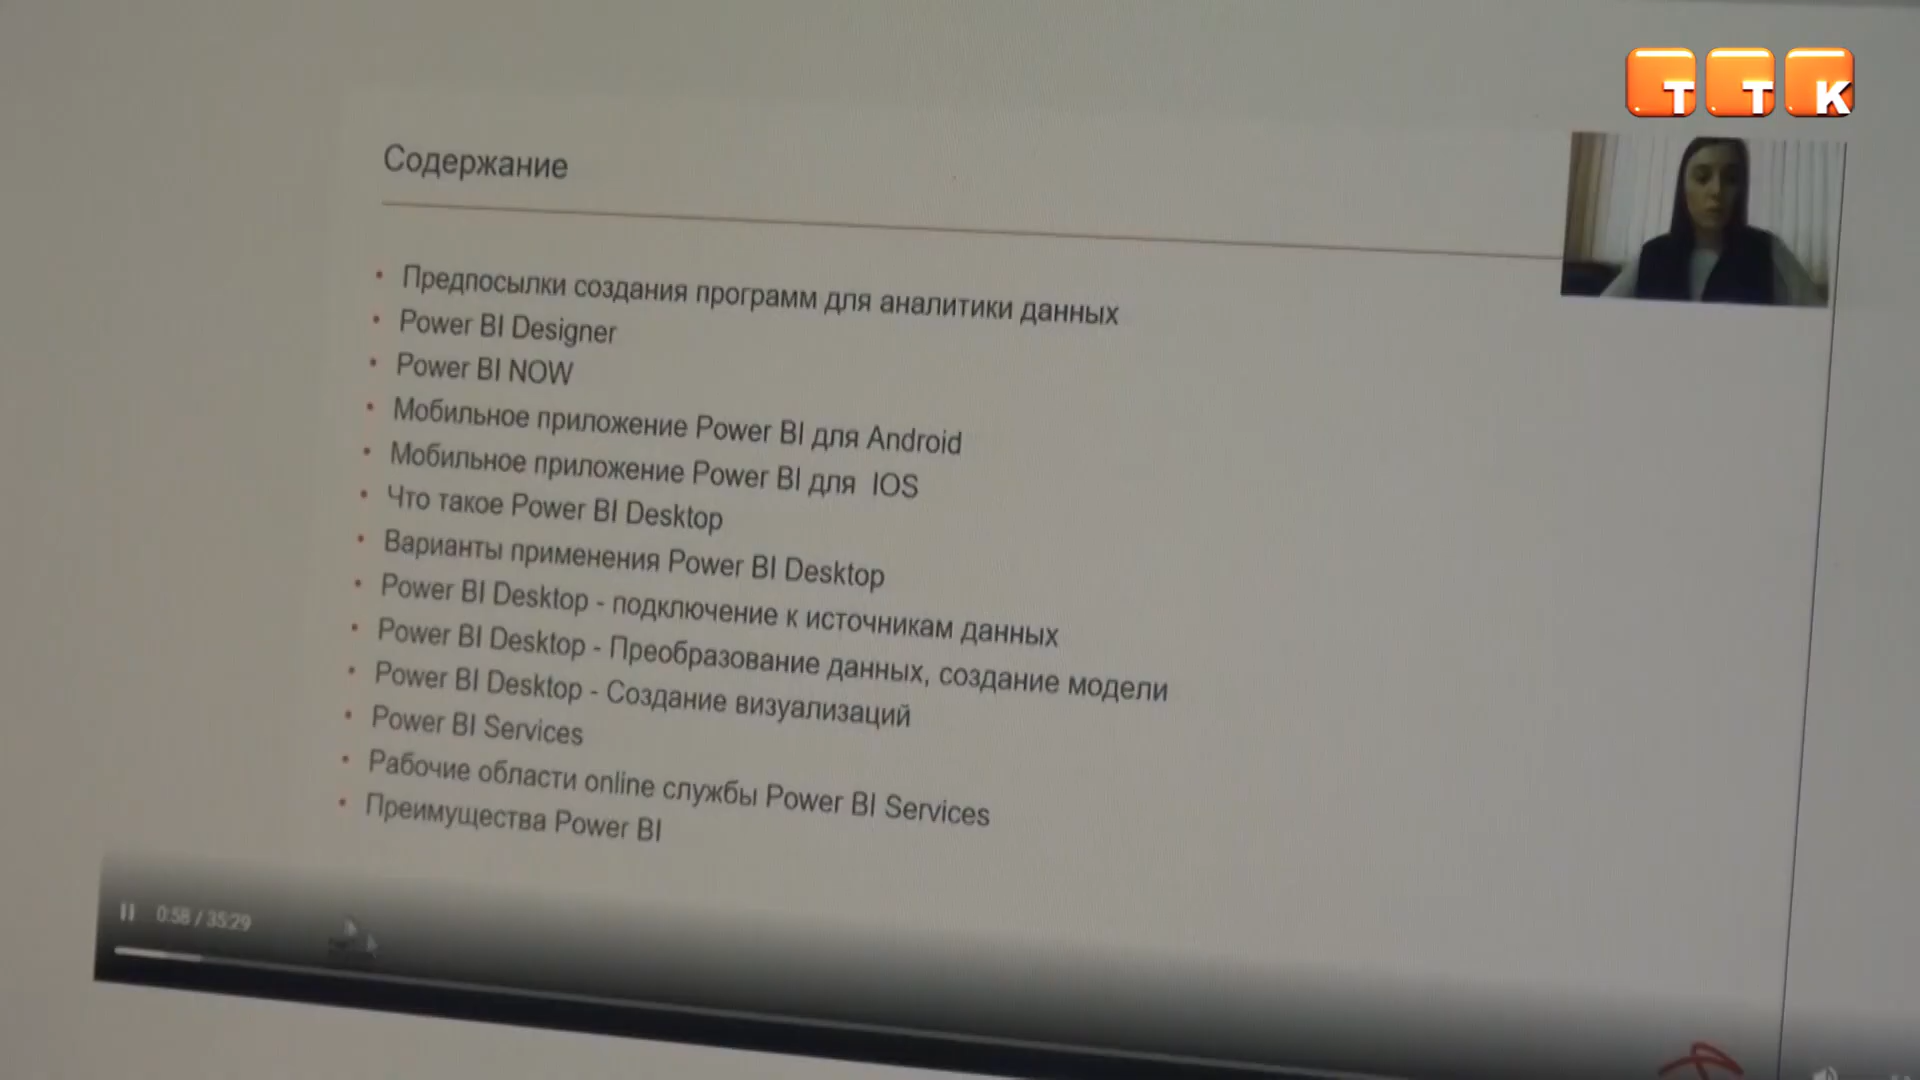 ТТК
Содержание
• Предпосылки создания программ для аналитики данных
• Power BI Designer
• Power BI NOW
• Мобильное приложение Power BI для Android
• Мобильное приложение Power BI для IOS
• Что такое Power BI Desktop
• Варианты применения Power BI Desktop
• Power BI Desktop - подключение к источникам данных
• Power BI Desktop - Преобразование данных, создание модели
• Power BI Desktop - Создание визуализаций
• Power BI Services
• Рабочие области online службы Power BI Services
• Преимущества Power BI
0:58 / 35:29